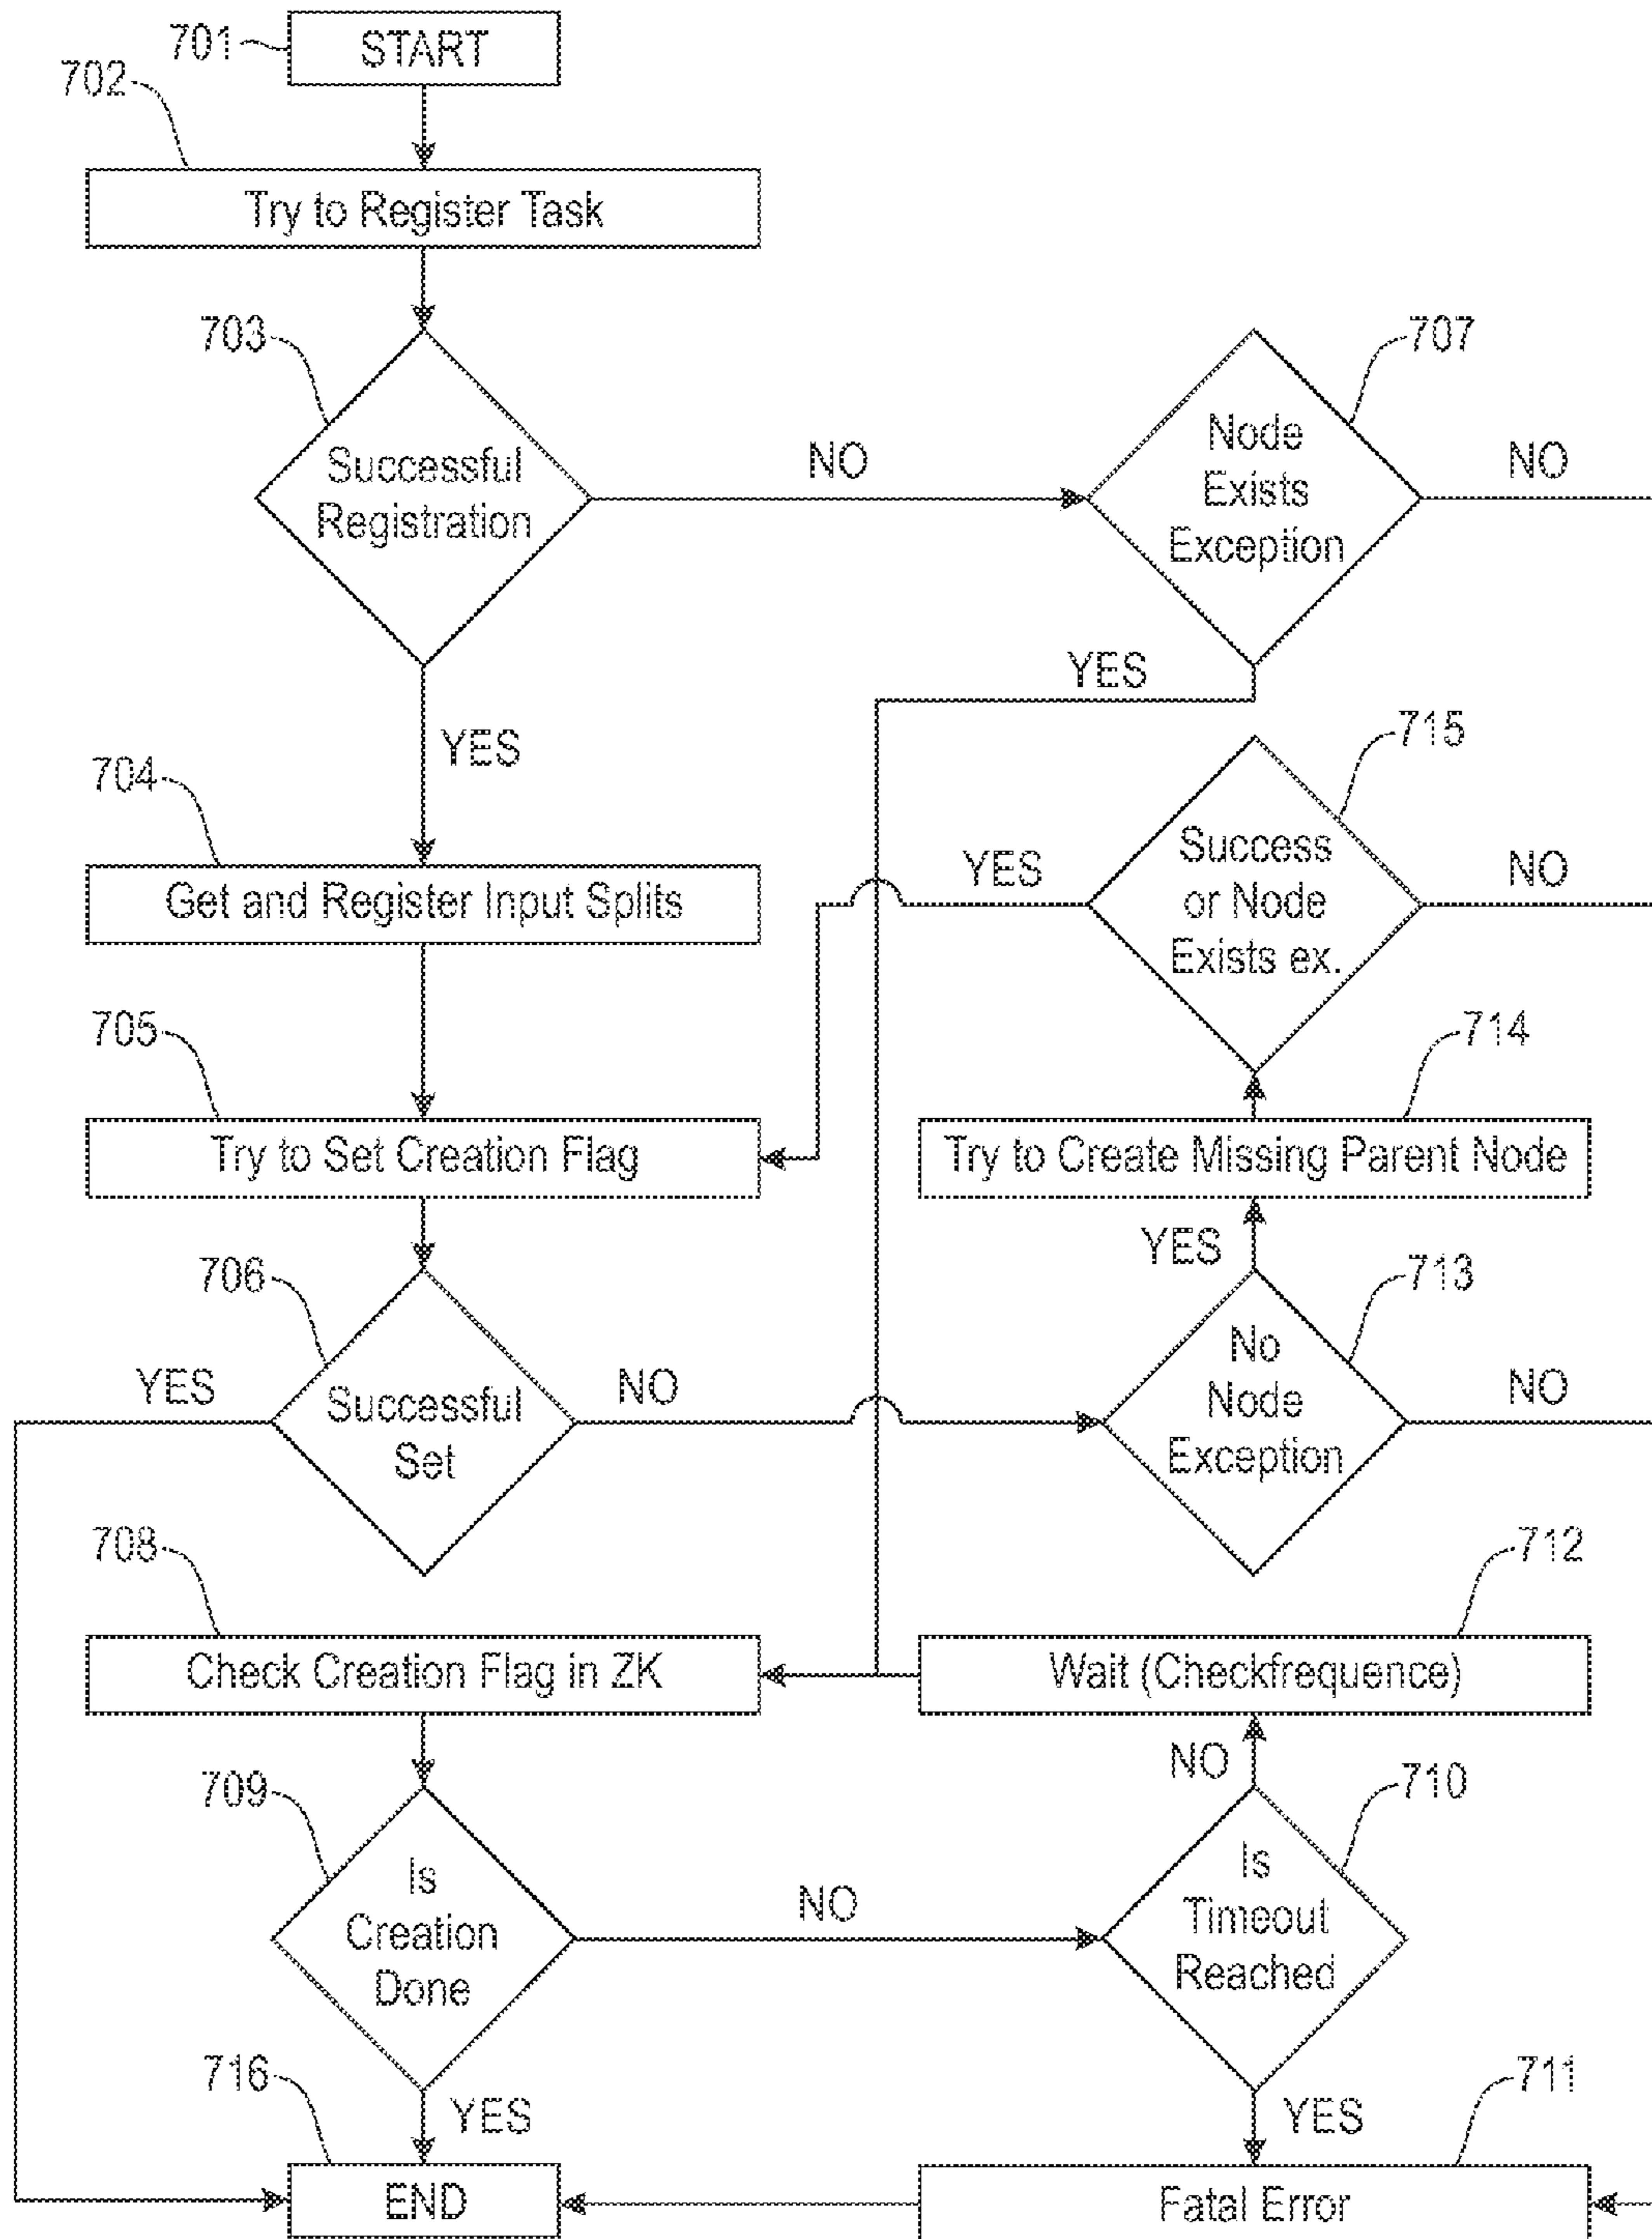 701
START
702
Try to Register Task
703
707
Successful
Registration
NO
Node
Exists
Exception
NO
YES
YES
715
704
Get and Register Input Splits
YES
Success
or Node
Exists ex.
NO
705
714
Try to Set Creation Flag
Try to Create Missing Parent Node
706
YES
713
YES
Successful
Set
NO
No
Node
Exception
NO
708
712
Check Creation Flag in ZK
Wait (Checkfrequence)
709
NO
710
Is
Creation
Done
NO
Is
Timeout
Reached
716
YES
YES
711
END
Fatal Error